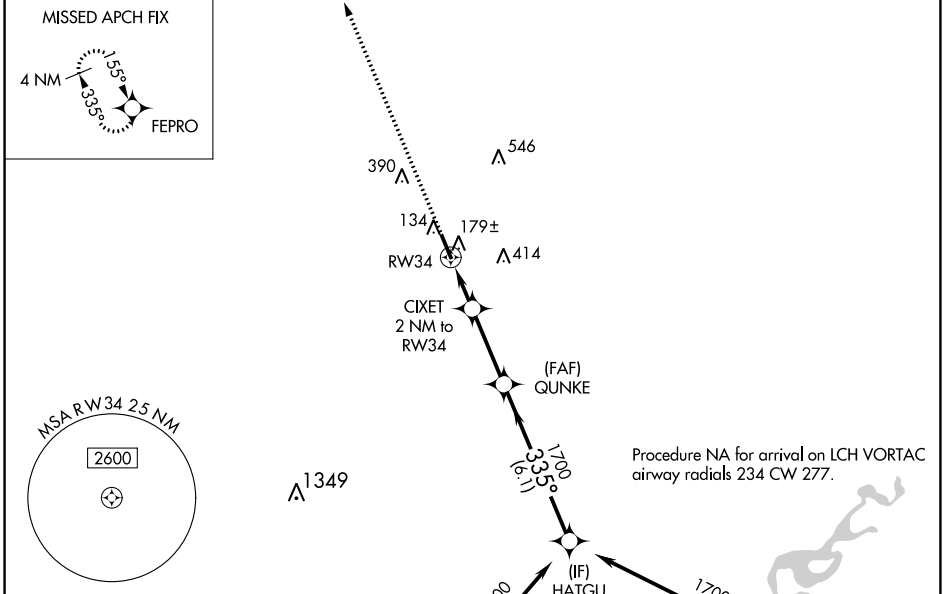 MISSED APCH FIX
4 NM
155°
335°
FEPRO
546
390
134
179±
RW34
414
CIXET
2 NM to
RW34
(FAF)
QUNKE
MSA RW34 25 NM
2600
1349
1700
335°
(6.1)
Procedure NA for arrival on LCH VORTAC
airway radials 234 CW 277.
(IF)
HATGU
1700